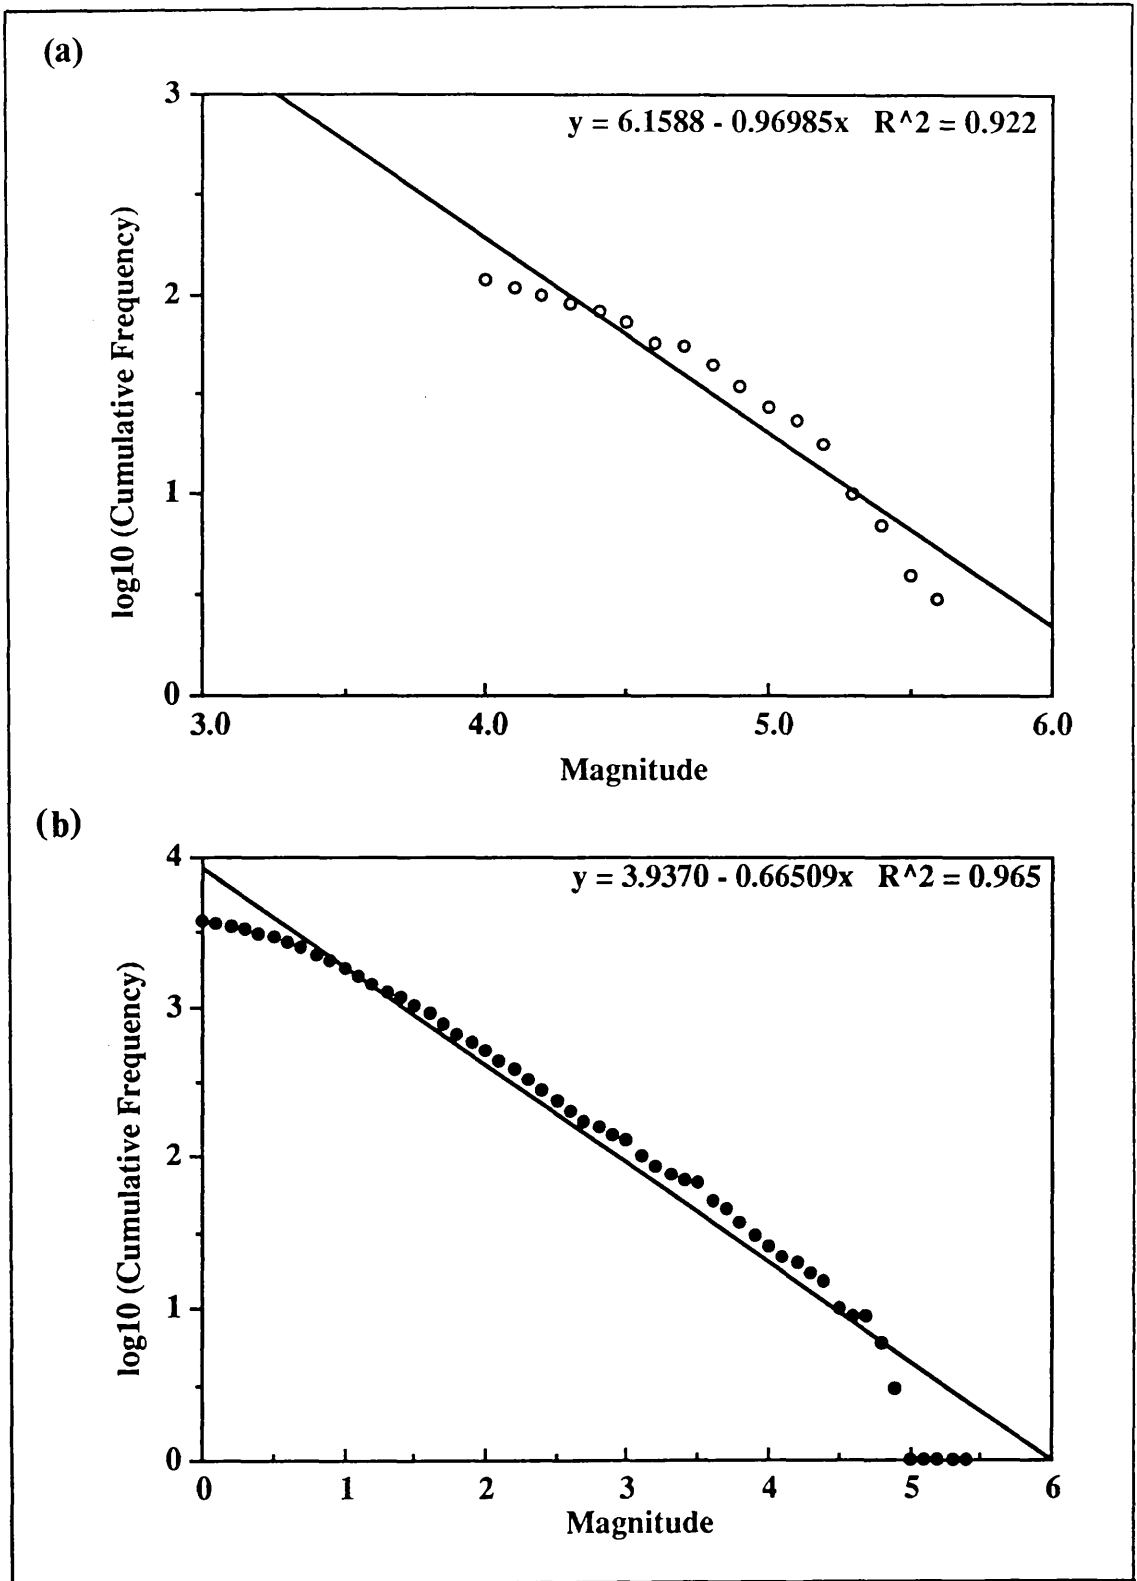 (a)
y = 6.1588 - 0.96985x R^2 = 0.922
log10 (Cumulative Frequency)
3
2
1
0
3.0 4.0 5.0 6.0
Magnitude
(b)
y = 3.9370 - 0.66509x R^2 = 0.965
log10 (Cumulative Frequency)
4
3
2
1
0
0 1 2 3 4 5 6
Magnitude